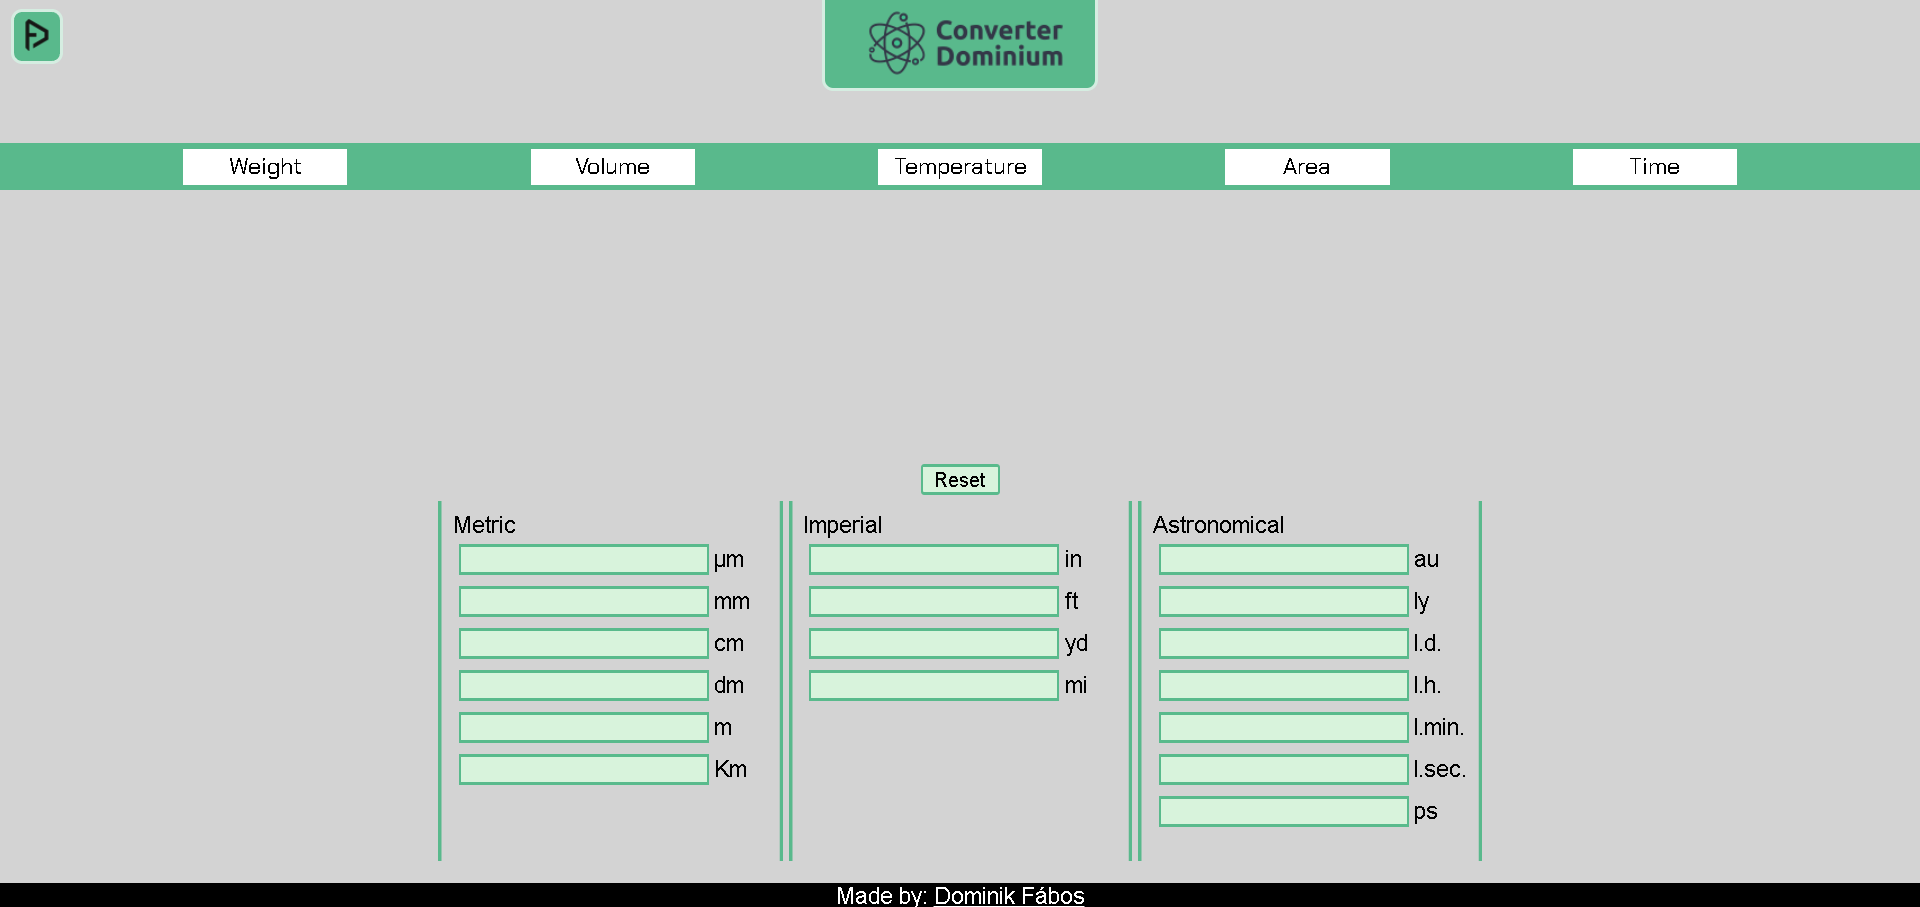 Converter
Dominium
Weight
Volume
Temperature
Area
Time
Reset
Metric
µm
mm
cm
dm
m
Km
Imperial
in
ft
yd
mi
Astronomical
au
ly
l.d.
l.h.
l.min.
l.sec.
ps
Made by: Dominik Fábos